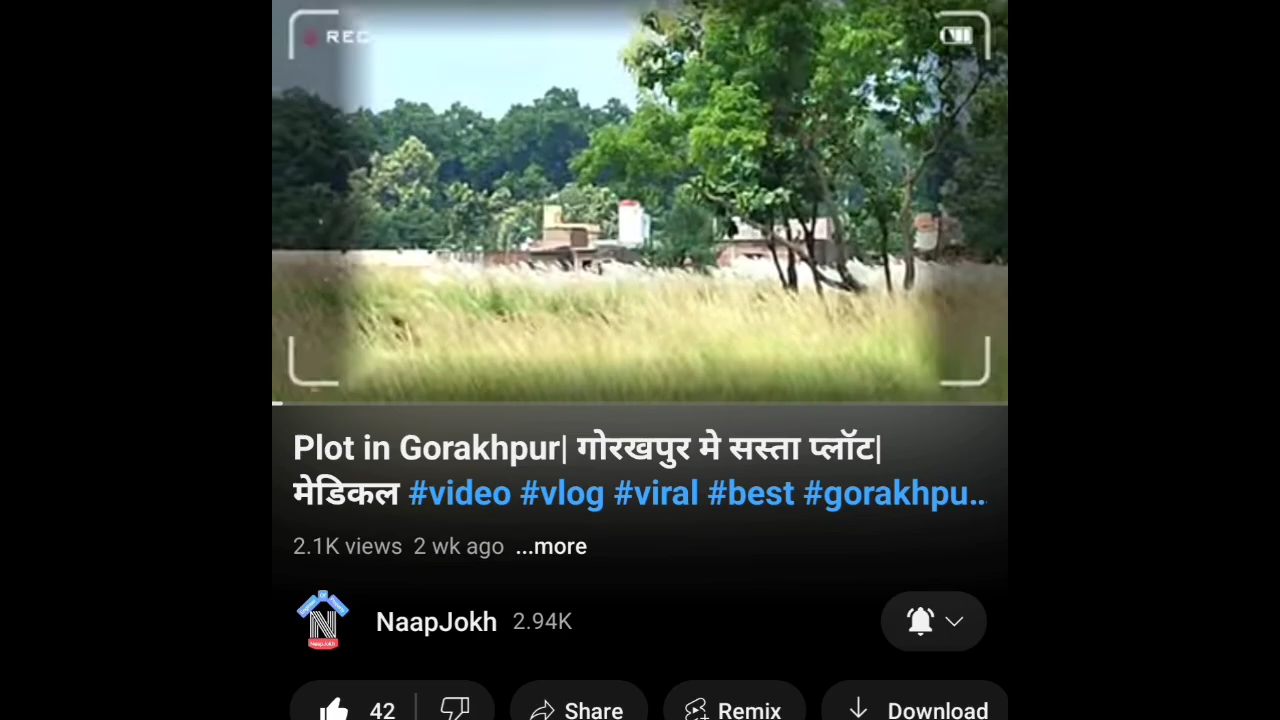 REC
Plot in Gorakhpur| गोरखपुर मे सस्ता प्लॉट|
मेडिकल #video #vlog #viral #best #gorakhpu...
2.1K views 2 wk ago ...more
N
NaapJokh
NaapJokh 2.94K
42 Share Remix Download